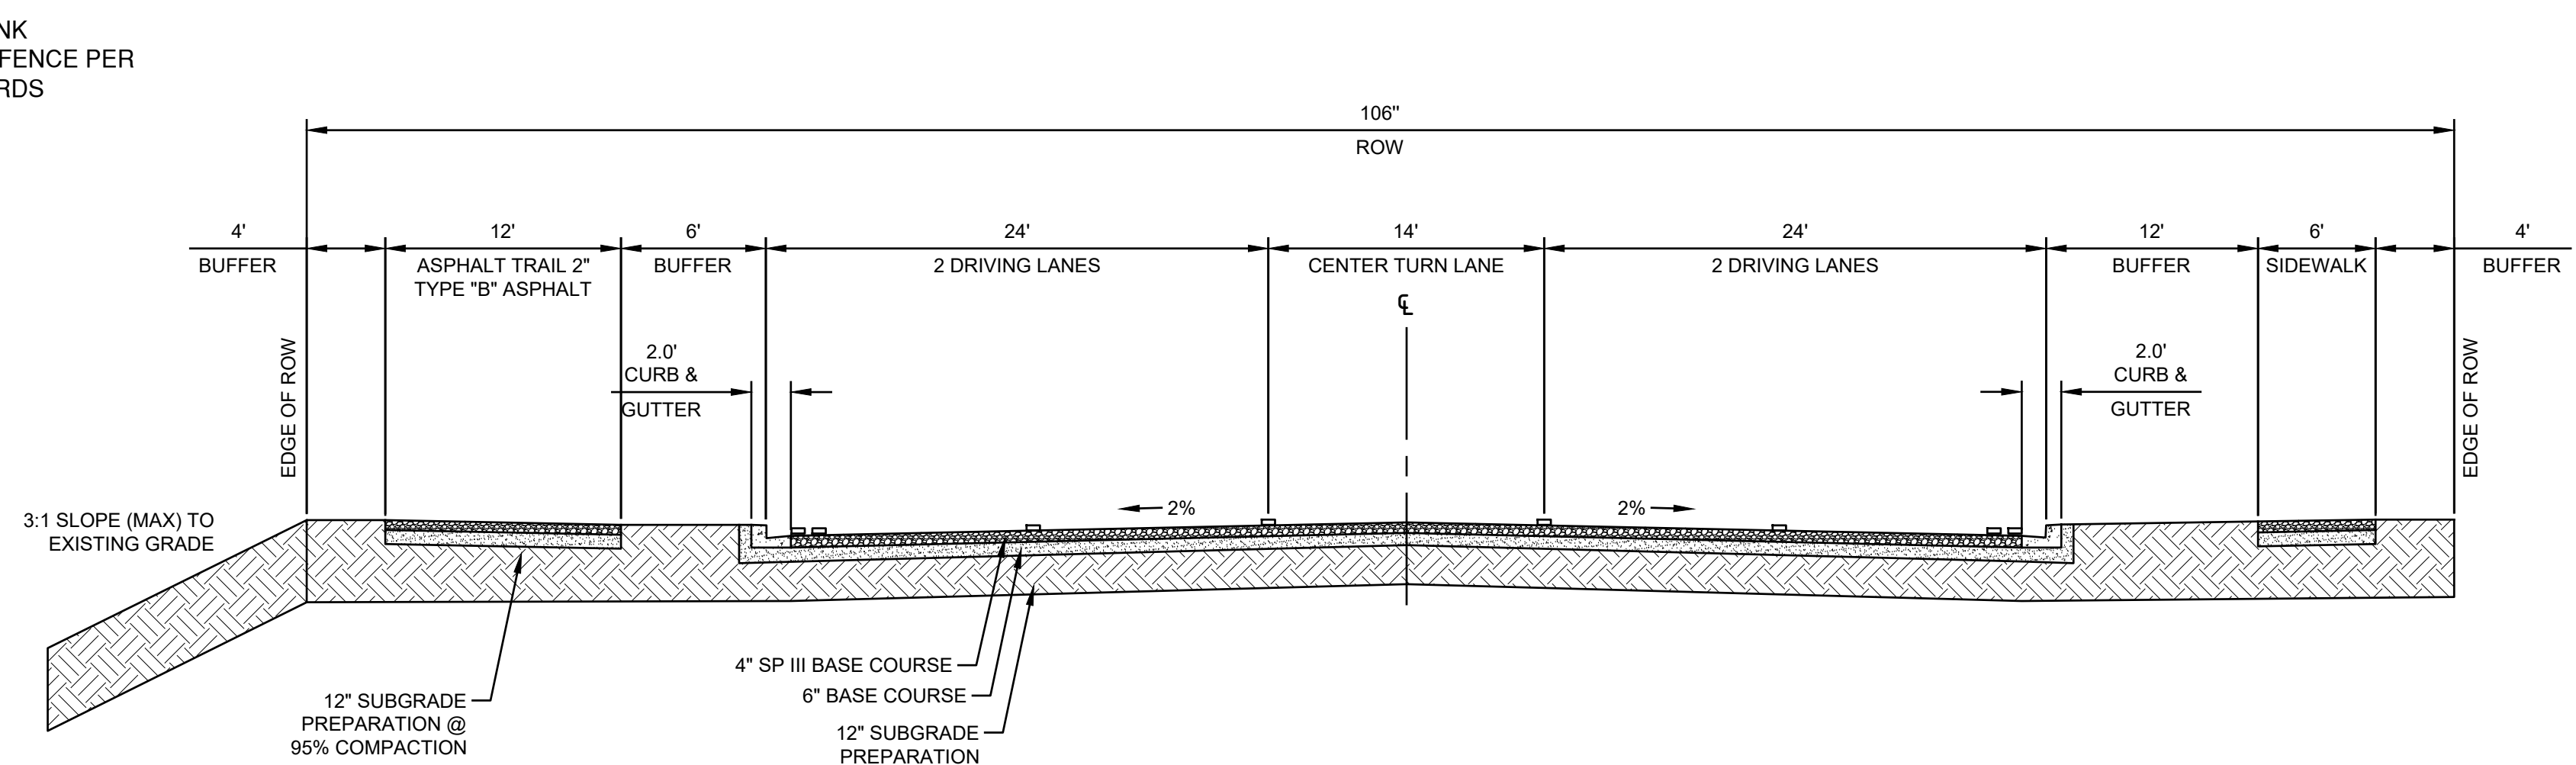 NK
FENCE PER
RDS
106"
ROW
4'
BUFFER
12'
ASPHALT TRAIL 2"
TYPE "B" ASPHALT
6'
BUFFER
24'
2 DRIVING LANES
14'
CENTER TURN LANE
24'
2 DRIVING LANES
12'
BUFFER
6'
SIDEWALK
4'
BUFFER
℄
EDGE OF ROW
2.0'
CURB &
GUTTER
2.0'
CURB &
GUTTER
EDGE OF ROW
3:1 SLOPE (MAX) TO
EXISTING GRADE
2%
2%
4" SP III BASE COURSE
6" BASE COURSE
12" SUBGRADE
PREPARATION
12" SUBGRADE
PREPARATION @
95% COMPACTION